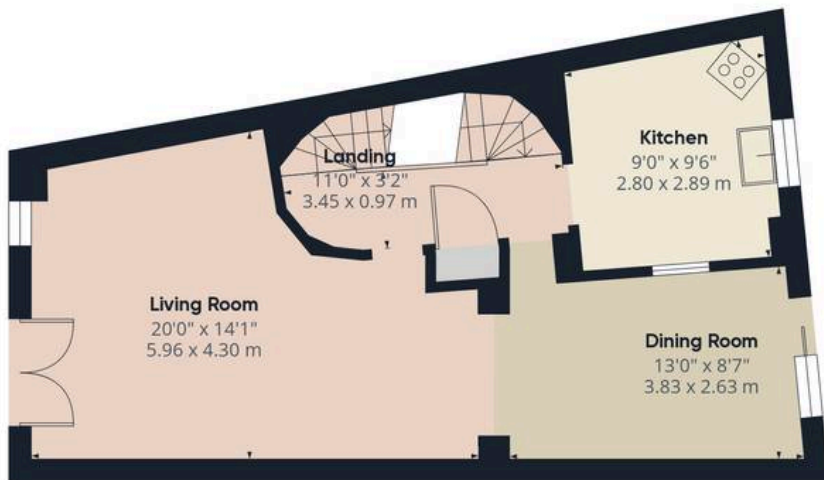 Kitchen
9'0" x 9'6"
2.80 x 2.89 m
Landing
11'0" x 3'2"
3.45 x 0.97 m
Living Room
20'0" x 14'1"
5.96 x 4.30 m
Dining Room
13'0" x 8'7"
3.83 x 2.63 m